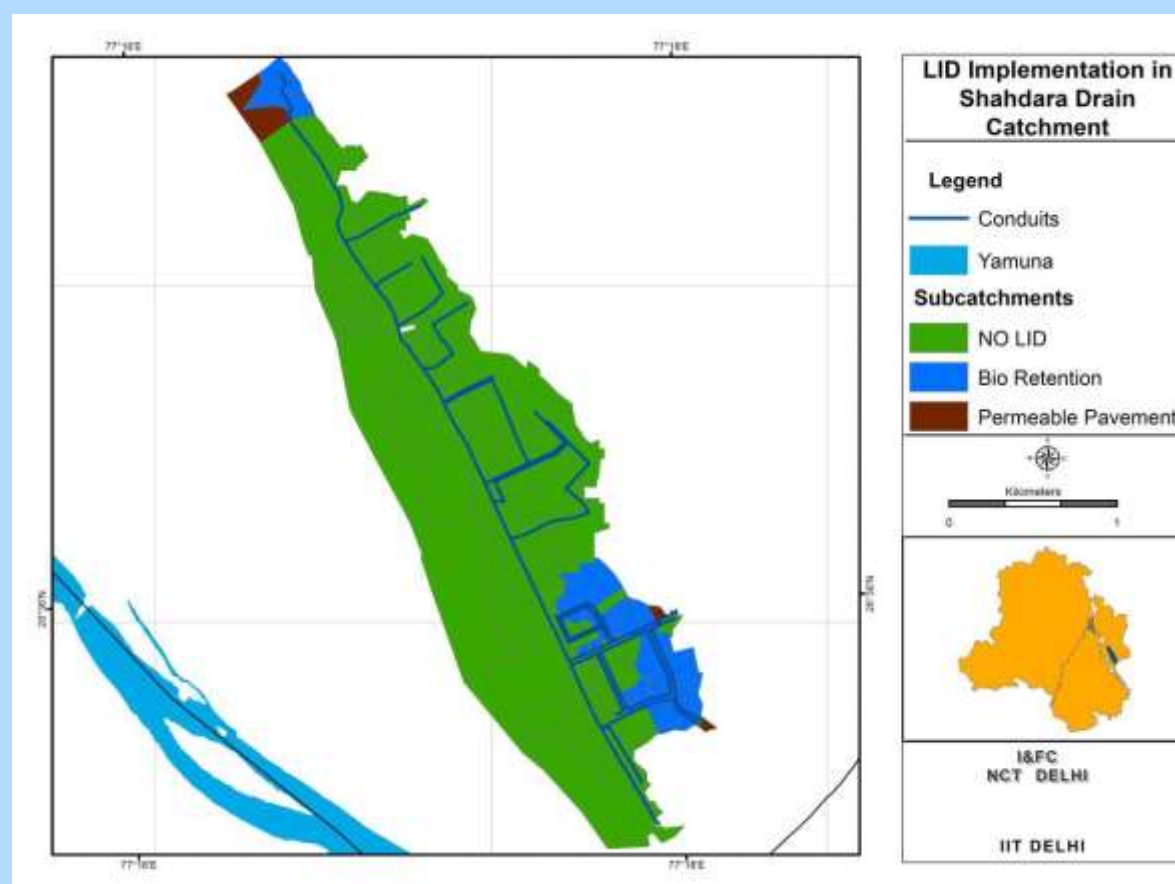 LID Implementation in
Shahdara Drain
Catchment
Legend
Conduits
Yamuna
Subcatchments
NO LID
Bio Retention
Permeable Pavement
Kilometers
0 1
I&FC
NCT DELHI
IIT DELHI